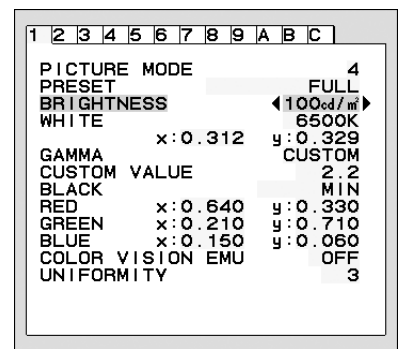 1 2 3 4 5 6 7 8 9 A B C
PICTURE MODE 4
PRESET FULL
BRIGHTNESS ◀100cd/㎡▶
WHITE 6500K
x:0.312 y:0.329
GAMMA CUSTOM
CUSTOM VALUE 2.2
BLACK MIN
RED x:0.640 y:0.330
GREEN x:0.210 y:0.710
BLUE x:0.150 y:0.060
COLOR VISION EMU OFF
UNIFORMITY 3